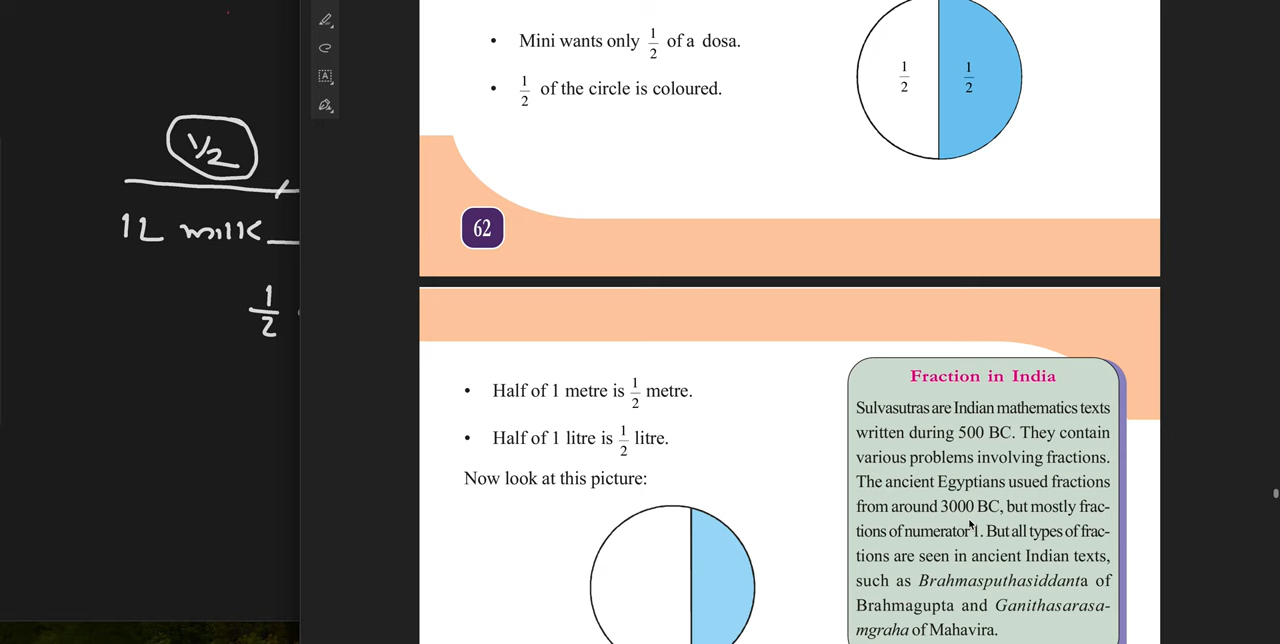 1/2
1L milk
1
2
• Mini wants only 1/2 of a dosa.
• 1/2 of the circle is coloured.
1/2 1/2
62
• Half of 1 metre is 1/2 metre.
• Half of 1 litre is 1/2 litre.
Now look at this picture:
Fraction in India
Sulvasutras are Indian mathematics texts
written during 500 BC. They contain
various problems involving fractions.
The ancient Egyptians usued fractions
from around 3000 BC, but mostly frac-
tions of numerator 1. But all types of frac-
tions are seen in ancient Indian texts,
such as Brahmasputhasiddanta of
Brahmagupta and Ganithasarasa-
mgraha of Mahavira.